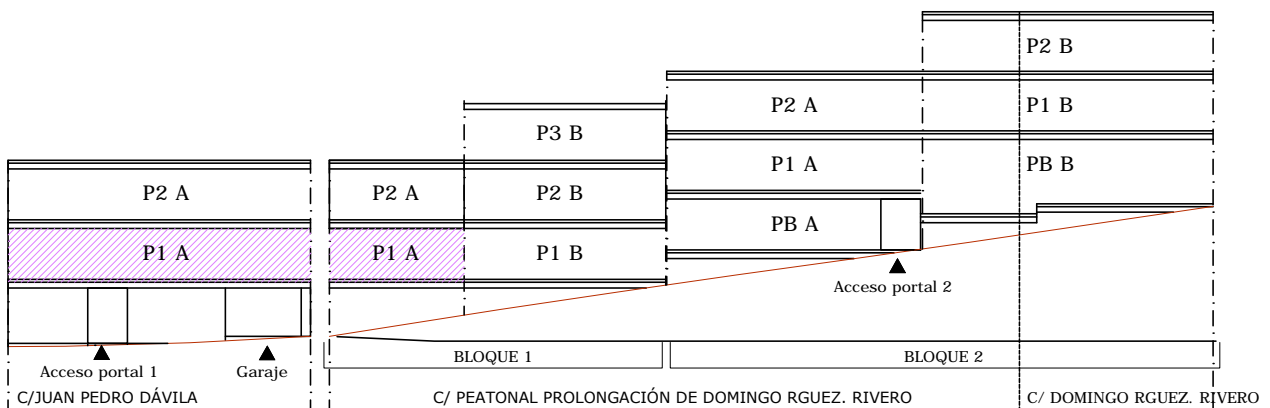 P2 B
P2 A
P1 B
P3 B
P1 A
PB B
P2 A
P2 A
P2 B
PB A
P1 A
P1 A
P1 B
Acceso portal 2
BLOQUE 1
BLOQUE 2
Acceso portal 1
Garaje
C/JUAN PEDRO DÁVILA
C/ PEATONAL PROLONGACIÓN DE DOMINGO RGUEZ. RIVERO
C/ DOMINGO RGUEZ. RIVERO